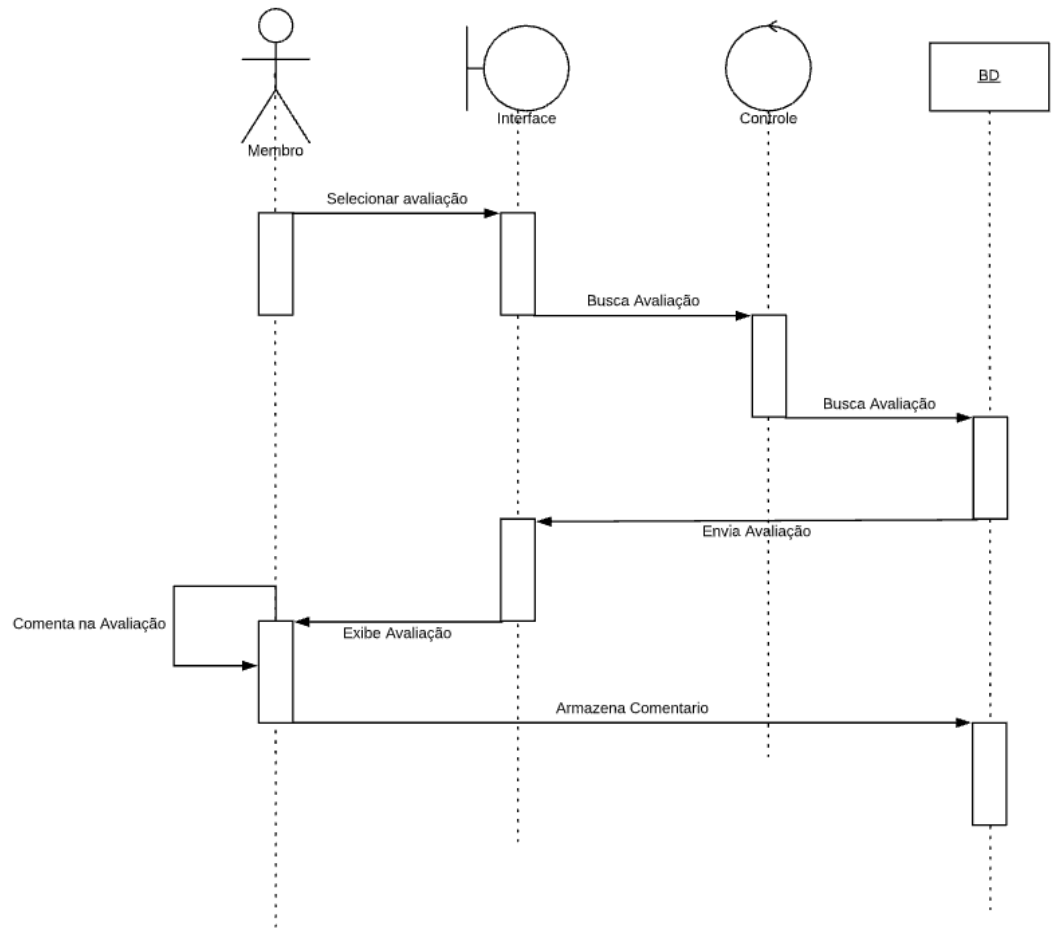 BD
Interface
Controle
Membro
Selecionar avaliação
Busca Avaliação
Busca Avaliação
Envia Avaliação
Comenta na Avaliação
Exibe Avaliação
Armazena Comentario